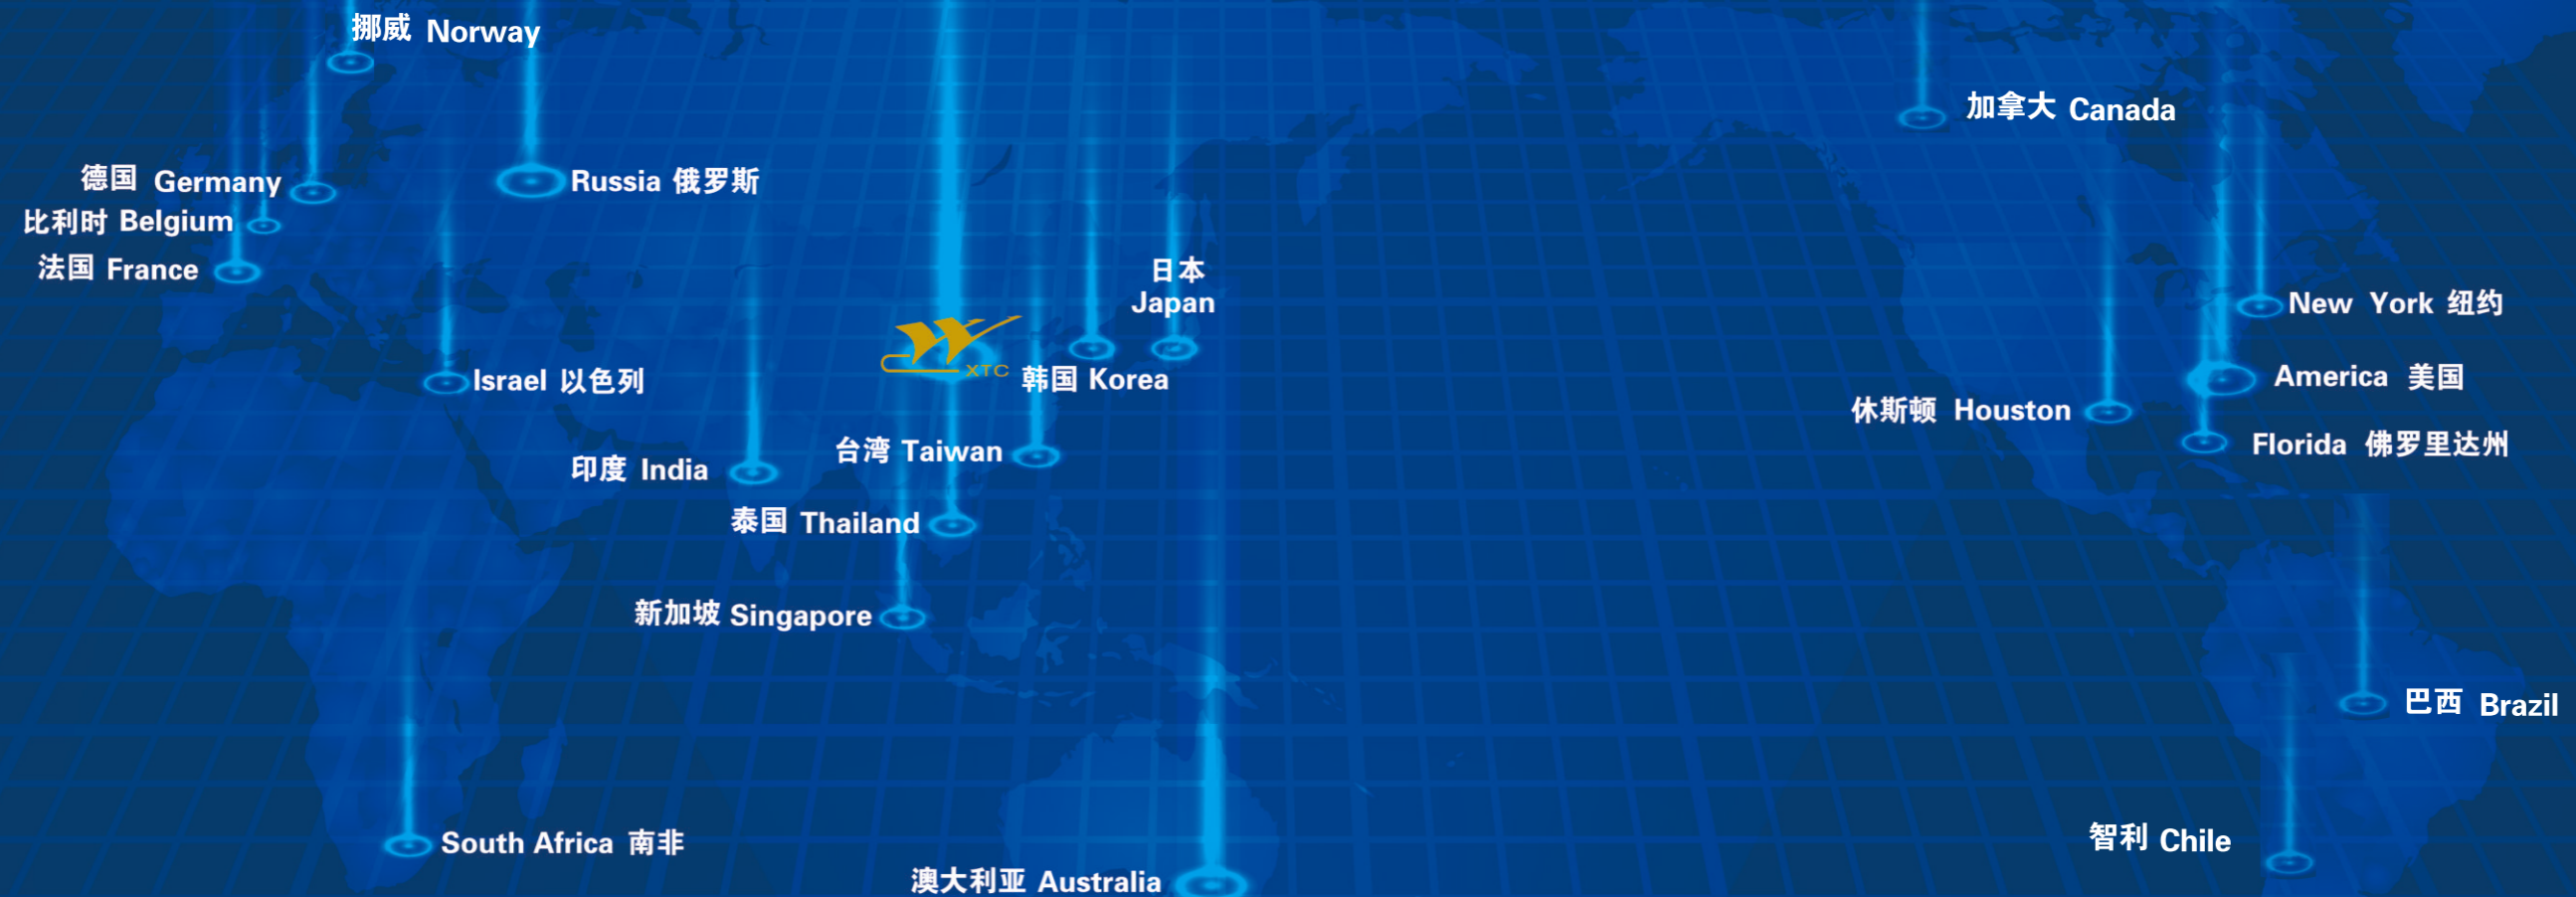 挪威 Norway
加拿大 Canada
德国 Germany
Russia 俄罗斯
比利时 Belgium
法国 France
日本
Japan
New York 纽约
XTC
韩国 Korea
Israel 以色列
America 美国
休斯顿 Houston
Florida 佛罗里达州
台湾 Taiwan
印度 India
泰国 Thailand
新加坡 Singapore
巴西 Brazil
智利 Chile
South Africa 南非
澳大利亚 Australia